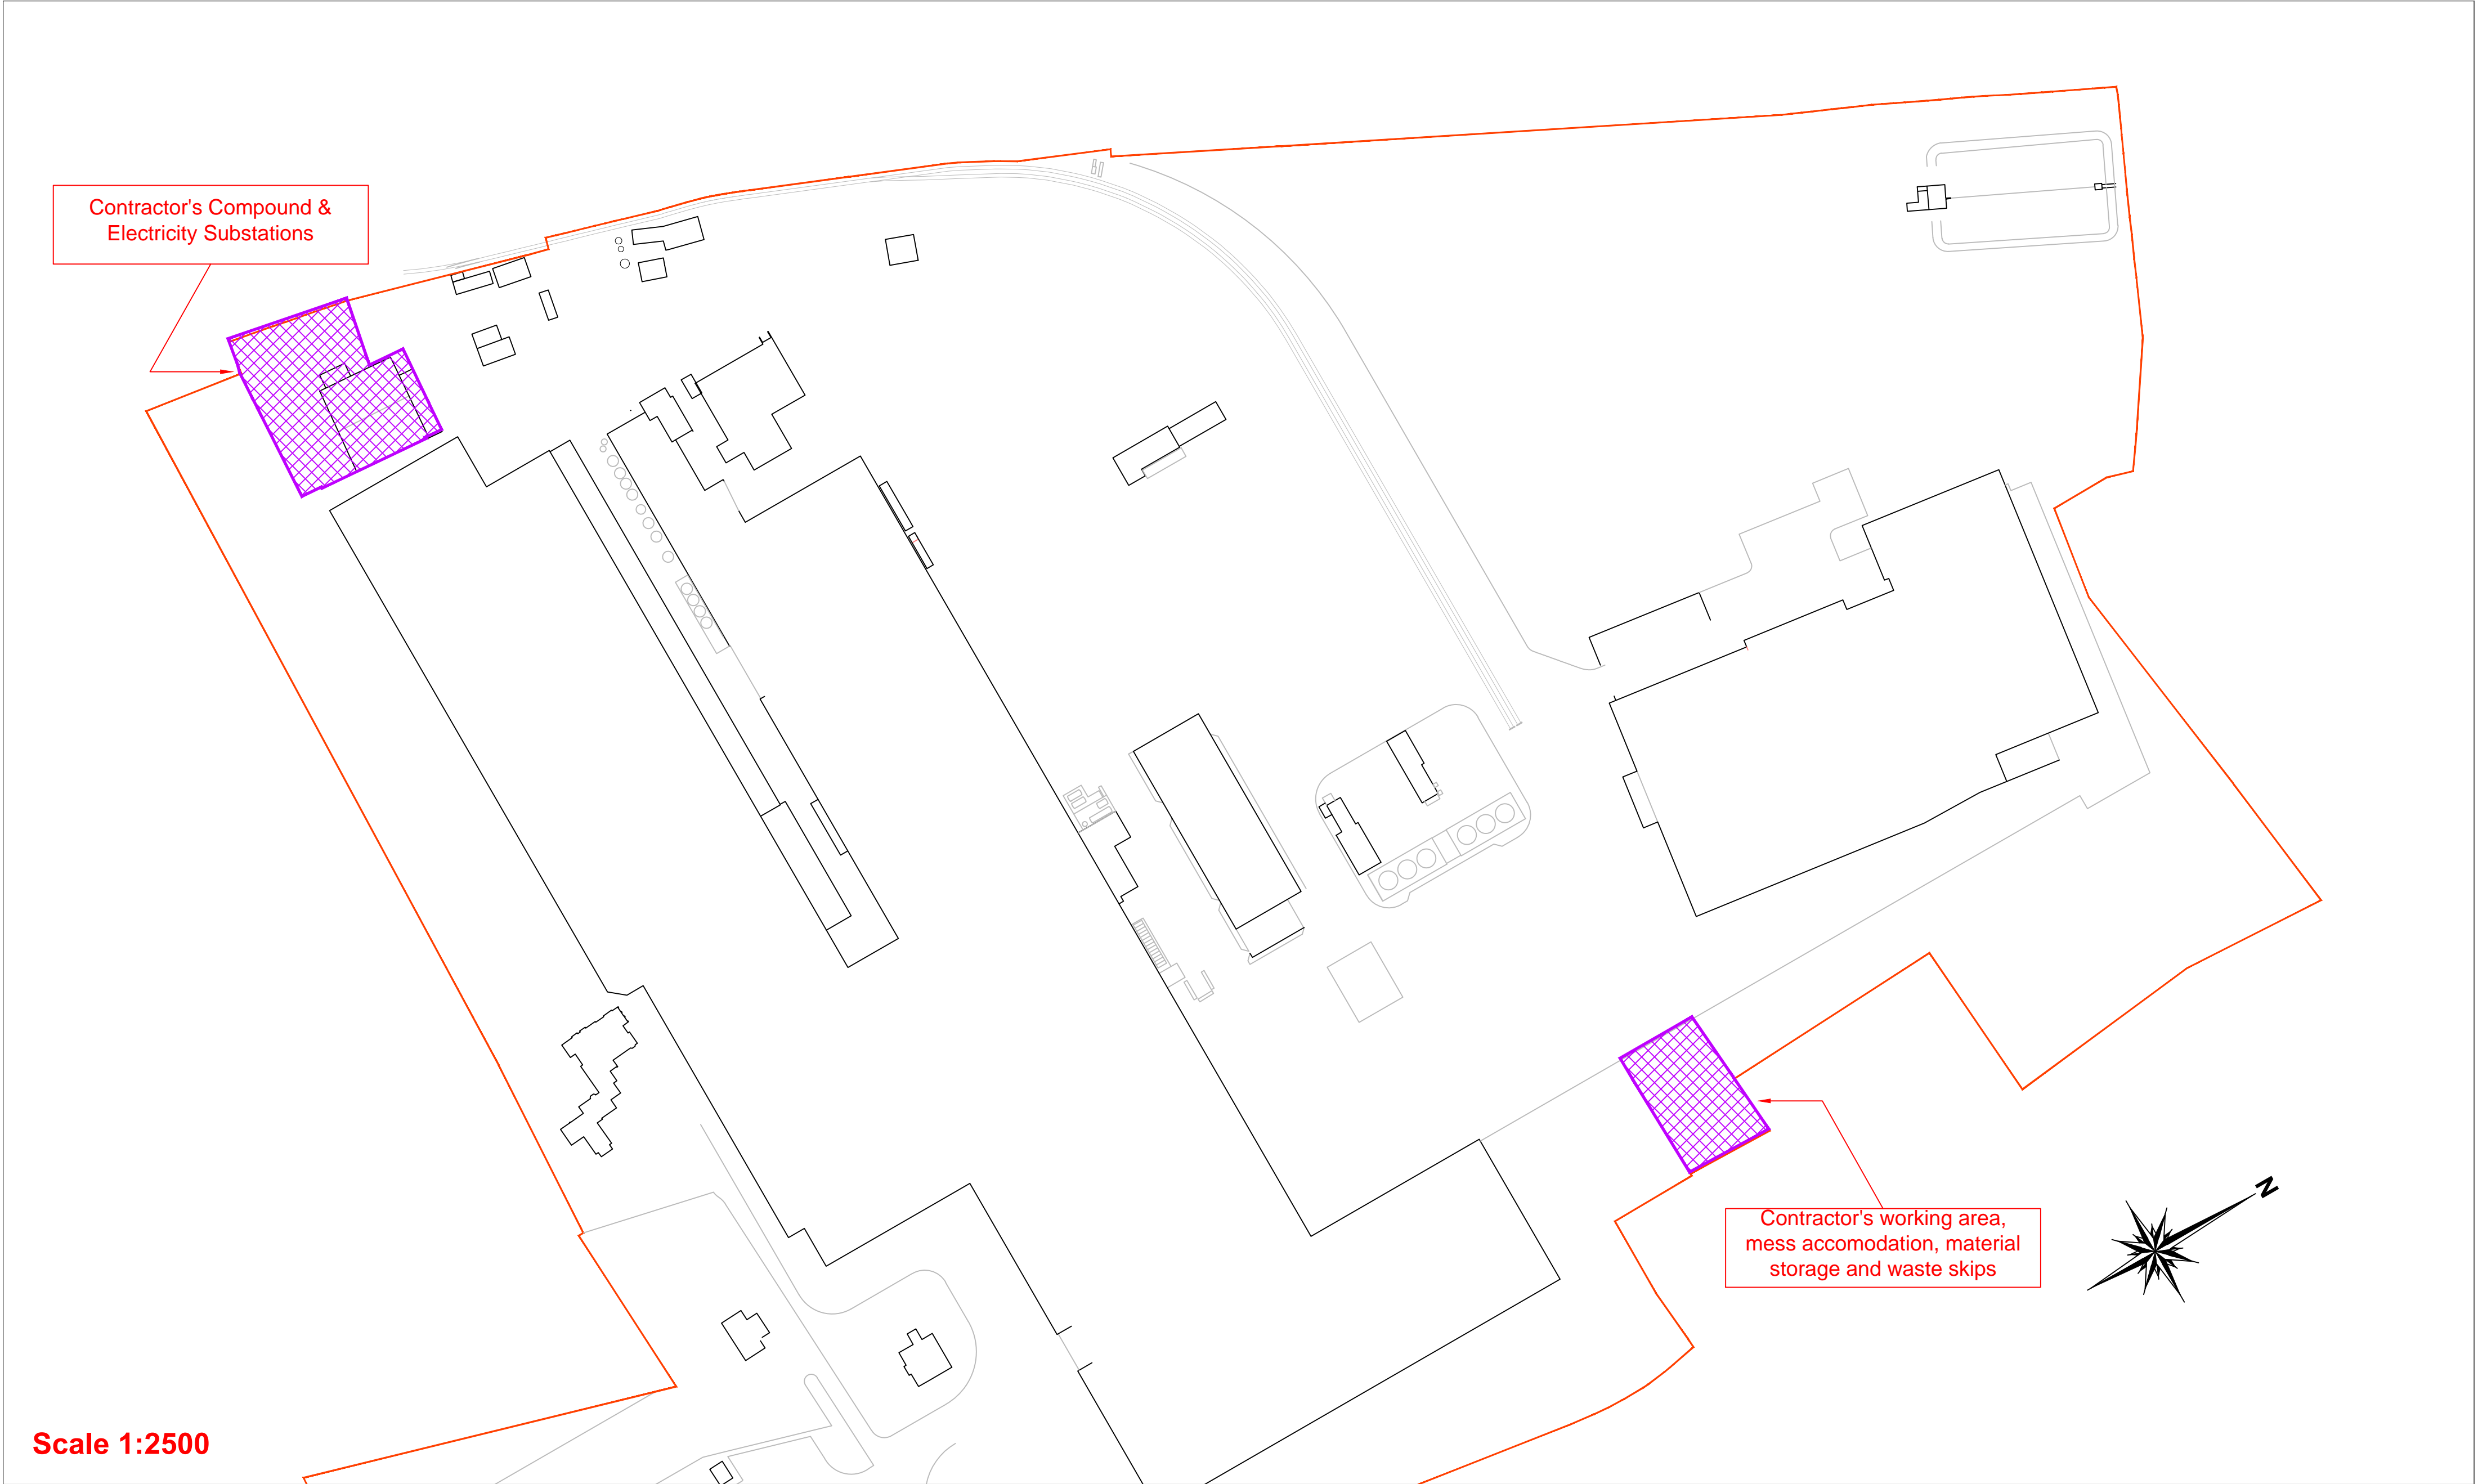 Contractor's Compound &
Electricity Substations
Contractor's working area,
mess accomodation, material
storage and waste skips
N
Scale 1:2500